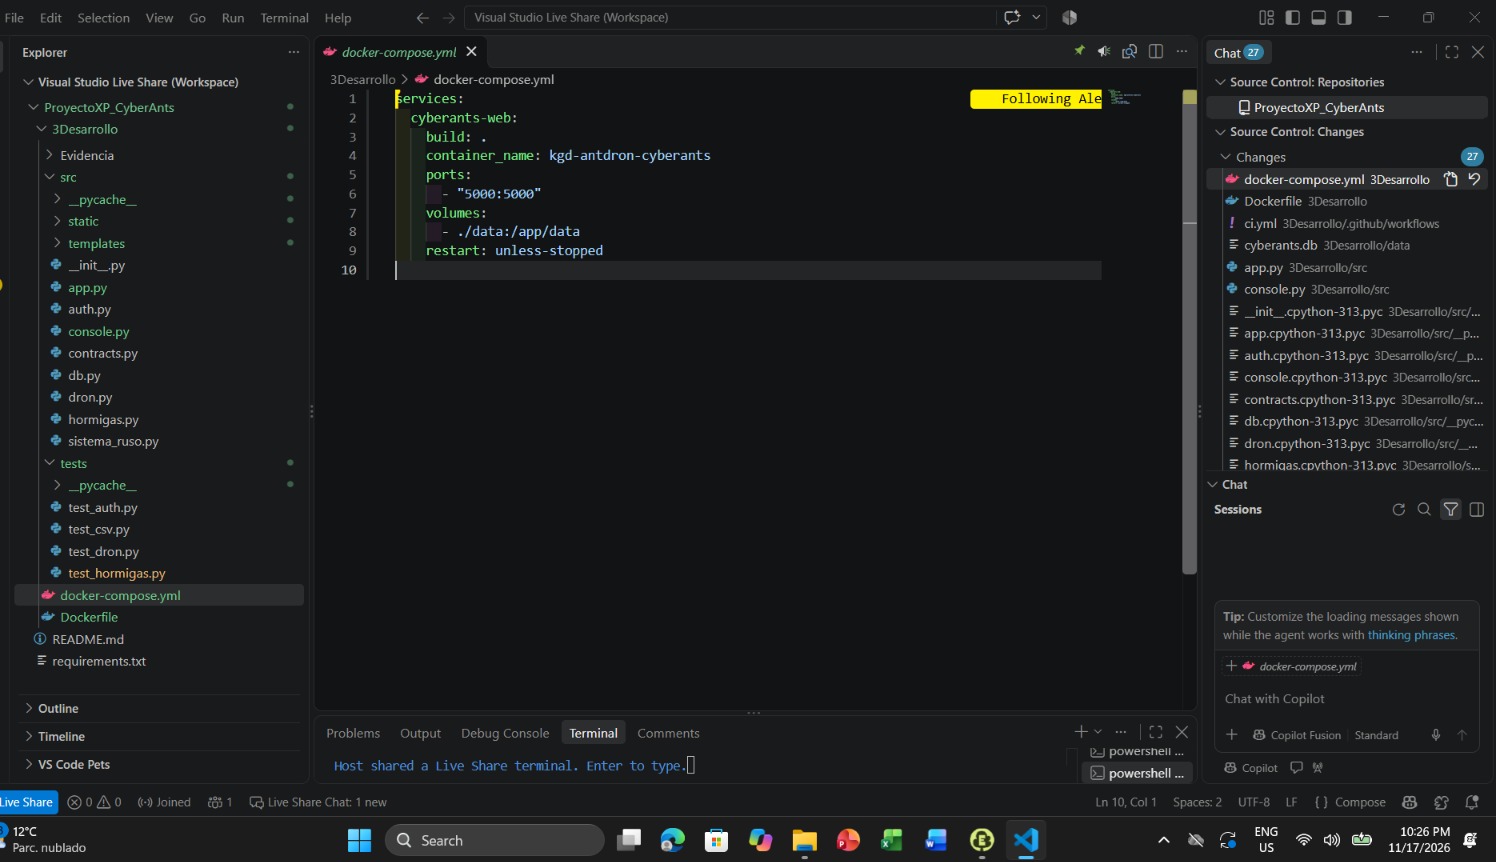 File Edit Selection View Go Run Terminal Help
Visual Studio Live Share (Workspace)
Explorer
Visual Studio Live Share (Workspace)
ProyectoXP_CyberAnts
3Desarrollo
Evidencia
src
__pycache__
static
templates
__init__.py
app.py
auth.py
console.py
contracts.py
db.py
dron.py
hormigas.py
sistema_ruso.py
tests
__pycache__
test_auth.py
test_csv.py
test_dron.py
test_hormigas.py
docker-compose.yml
Dockerfile
README.md
requirements.txt
Outline
Timeline
VS Code Pets
docker-compose.yml
3Desarrollo > docker-compose.yml
Following Ale
1 services:
2 cyberants-web:
3 build: .
4 container_name: kgd-antdron-cyberants
5 ports:
6 - "5000:5000"
7 volumes:
8 - ./data:/app/data
9 restart: unless-stopped
10
Problems Output Debug Console Terminal Comments
Host shared a Live Share terminal. Enter to type.
powershell ...
powershell ...
Chat 27
Source Control: Repositories
ProyectoXP_CyberAnts
Source Control: Changes
Changes 27
docker-compose.yml 3Desarrollo
Dockerfile 3Desarrollo
! ci.yml 3Desarrollo/.github/workflows
cyberants.db 3Desarrollo/data
app.py 3Desarrollo/src
console.py 3Desarrollo/src
__init__.cpython-313.pyc 3Desarrollo/src/...
app.cpython-313.pyc 3Desarrollo/src/__p...
auth.cpython-313.pyc 3Desarrollo/src/__p...
console.cpython-313.pyc 3Desarrollo/src...
contracts.cpython-313.pyc 3Desarrollo/sr...
db.cpython-313.pyc 3Desarrollo/src/__pyc...
dron.cpython-313.pyc 3Desarrollo/src/__...
hormigas.cpython-313.pyc 3Desarrollo/s...
Chat
Sessions
Tip: Customize the loading messages shown
while the agent works with thinking phrases.
docker-compose.yml
Chat with Copilot
Copilot Fusion Standard
Copilot
Live Share 0 0 Joined 1 Live Share Chat: 1 new
Ln 10, Col 1 Spaces: 2 UTF-8 LF { } Compose
12°C
Parc. nublado
Search
ENG
US
10:26 PM
11/17/2026